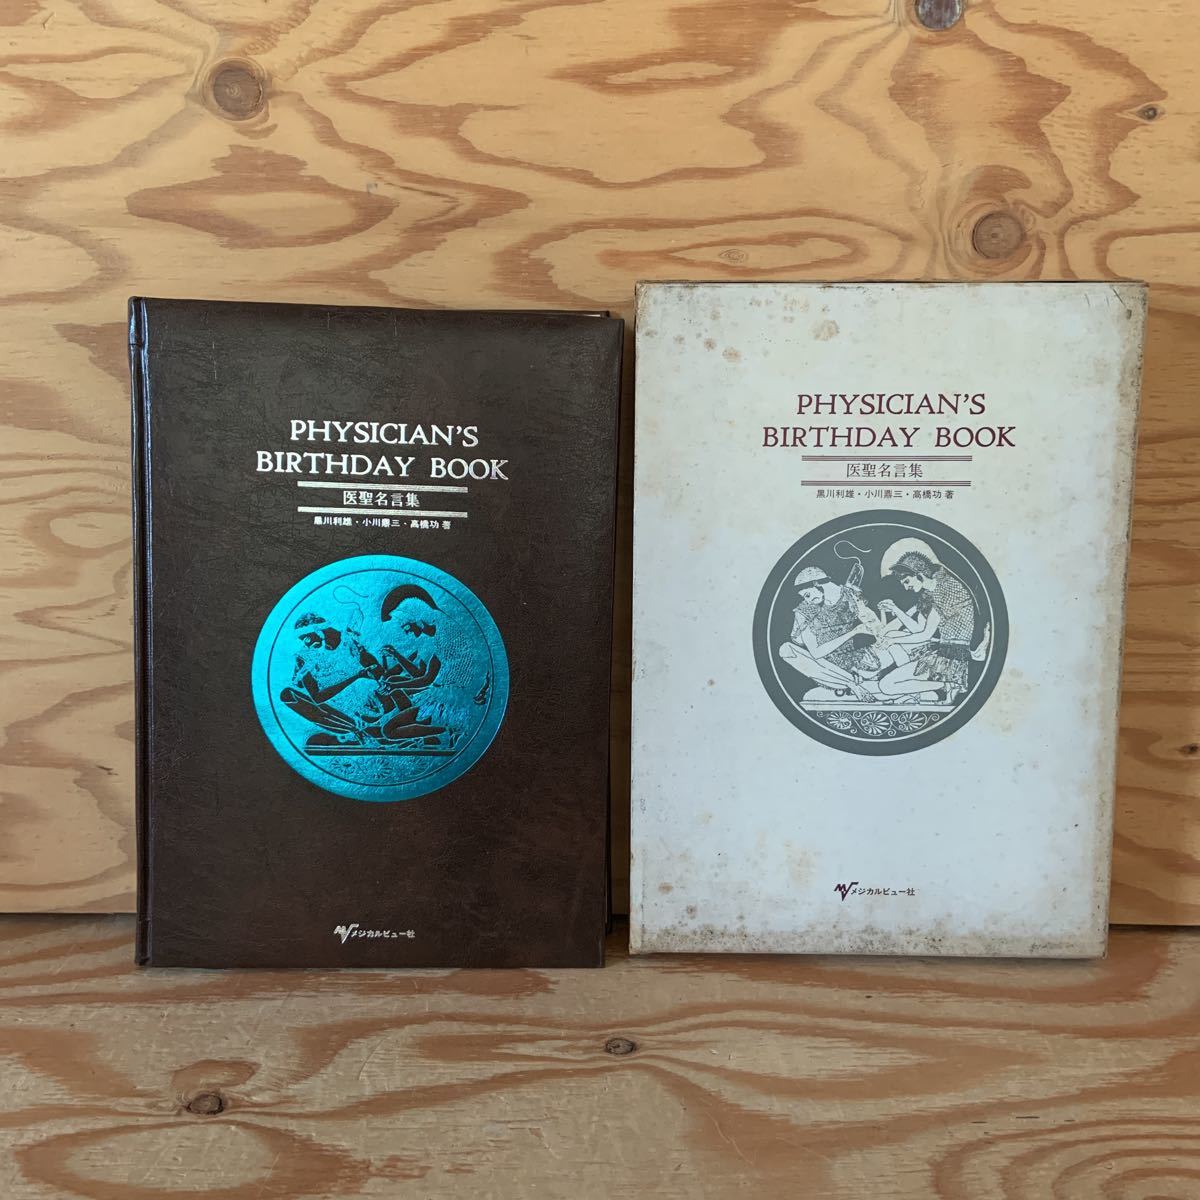 PHYSICIAN'S
BIRTHDAY BOOK
医聖名言集
黒川利雄・小川鼎三・高橋功 著
MV メジカルビュー社
PHYSICIAN'S
BIRTHDAY BOOK
医聖名言集
黒川利雄・小川鼎三・高橋功 著
MV メジカルビュー社